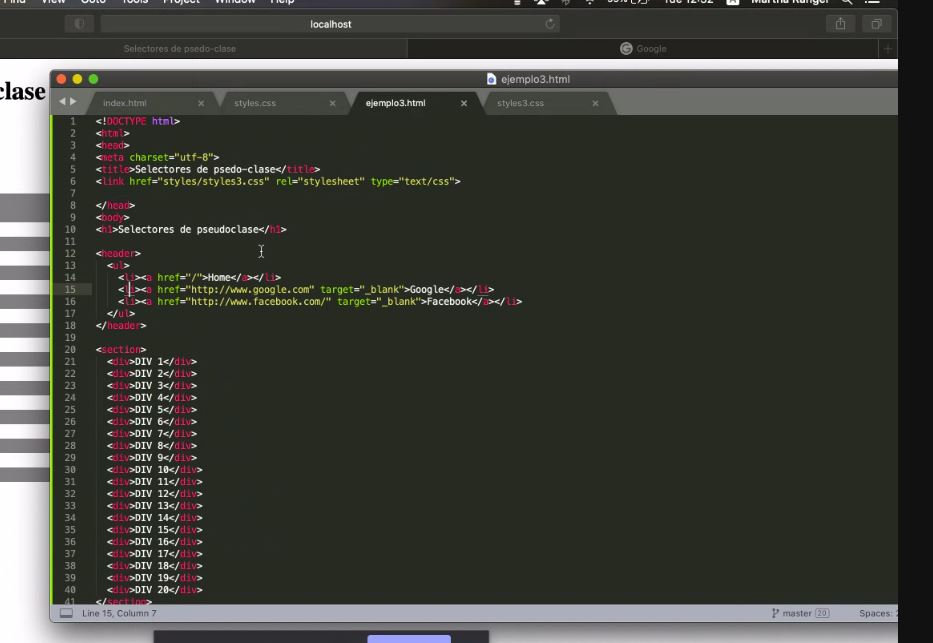 Find View Goto Tools Project Window Help
Tue 12:52 Martha Rangel
localhost
Selectores de psedo-clase Google
clase
ejemplo3.html
index.html styles.css ejemplo3.html styles3.css
1 <!DOCTYPE html>
2 <html>
3 <head>
4 <meta charset="utf-8">
5 <title>Selectores de psedo-clase</title>
6 <link href="styles/styles3.css" rel="stylesheet" type="text/css">
7
8 </head>
9 <body>
10 <h1>Selectores de pseudoclase</h1>
11
12 <header>
13 <ul>
14 <li><a href="/">Home</a></li>
15 <li><a href="http://www.google.com" target="_blank">Google</a></li>
16 <li><a href="http://www.facebook.com/" target="_blank">Facebook</a></li>
17 </ul>
18 </header>
19
20 <section>
21 <div>DIV 1</div>
22 <div>DIV 2</div>
23 <div>DIV 3</div>
24 <div>DIV 4</div>
25 <div>DIV 5</div>
26 <div>DIV 6</div>
27 <div>DIV 7</div>
28 <div>DIV 8</div>
29 <div>DIV 9</div>
30 <div>DIV 10</div>
31 <div>DIV 11</div>
32 <div>DIV 12</div>
33 <div>DIV 13</div>
34 <div>DIV 14</div>
35 <div>DIV 15</div>
36 <div>DIV 16</div>
37 <div>DIV 17</div>
38 <div>DIV 18</div>
39 <div>DIV 19</div>
40 <div>DIV 20</div>
41 </section>
Line 15, Column 7 master 20 Spaces: